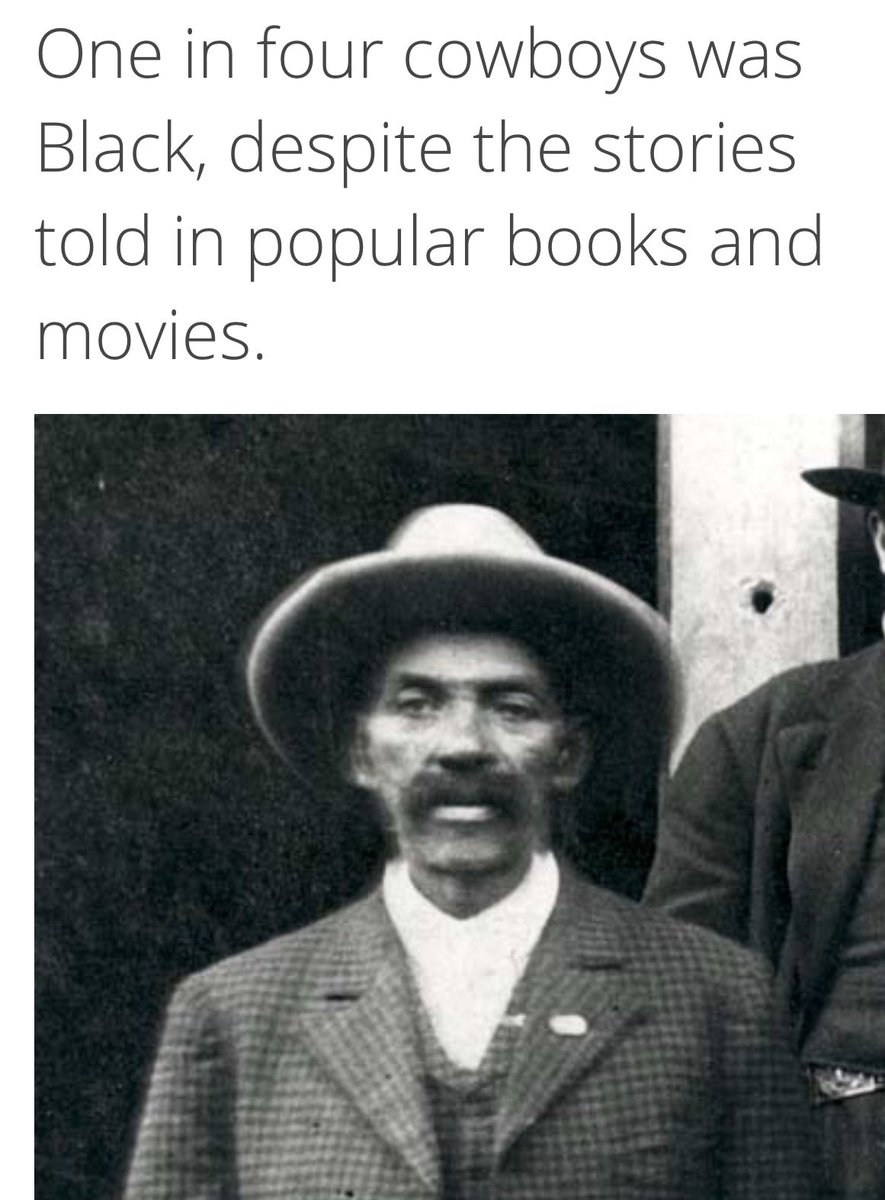 One in four cowboys was
Black, despite the stories
told in popular books and
movies.